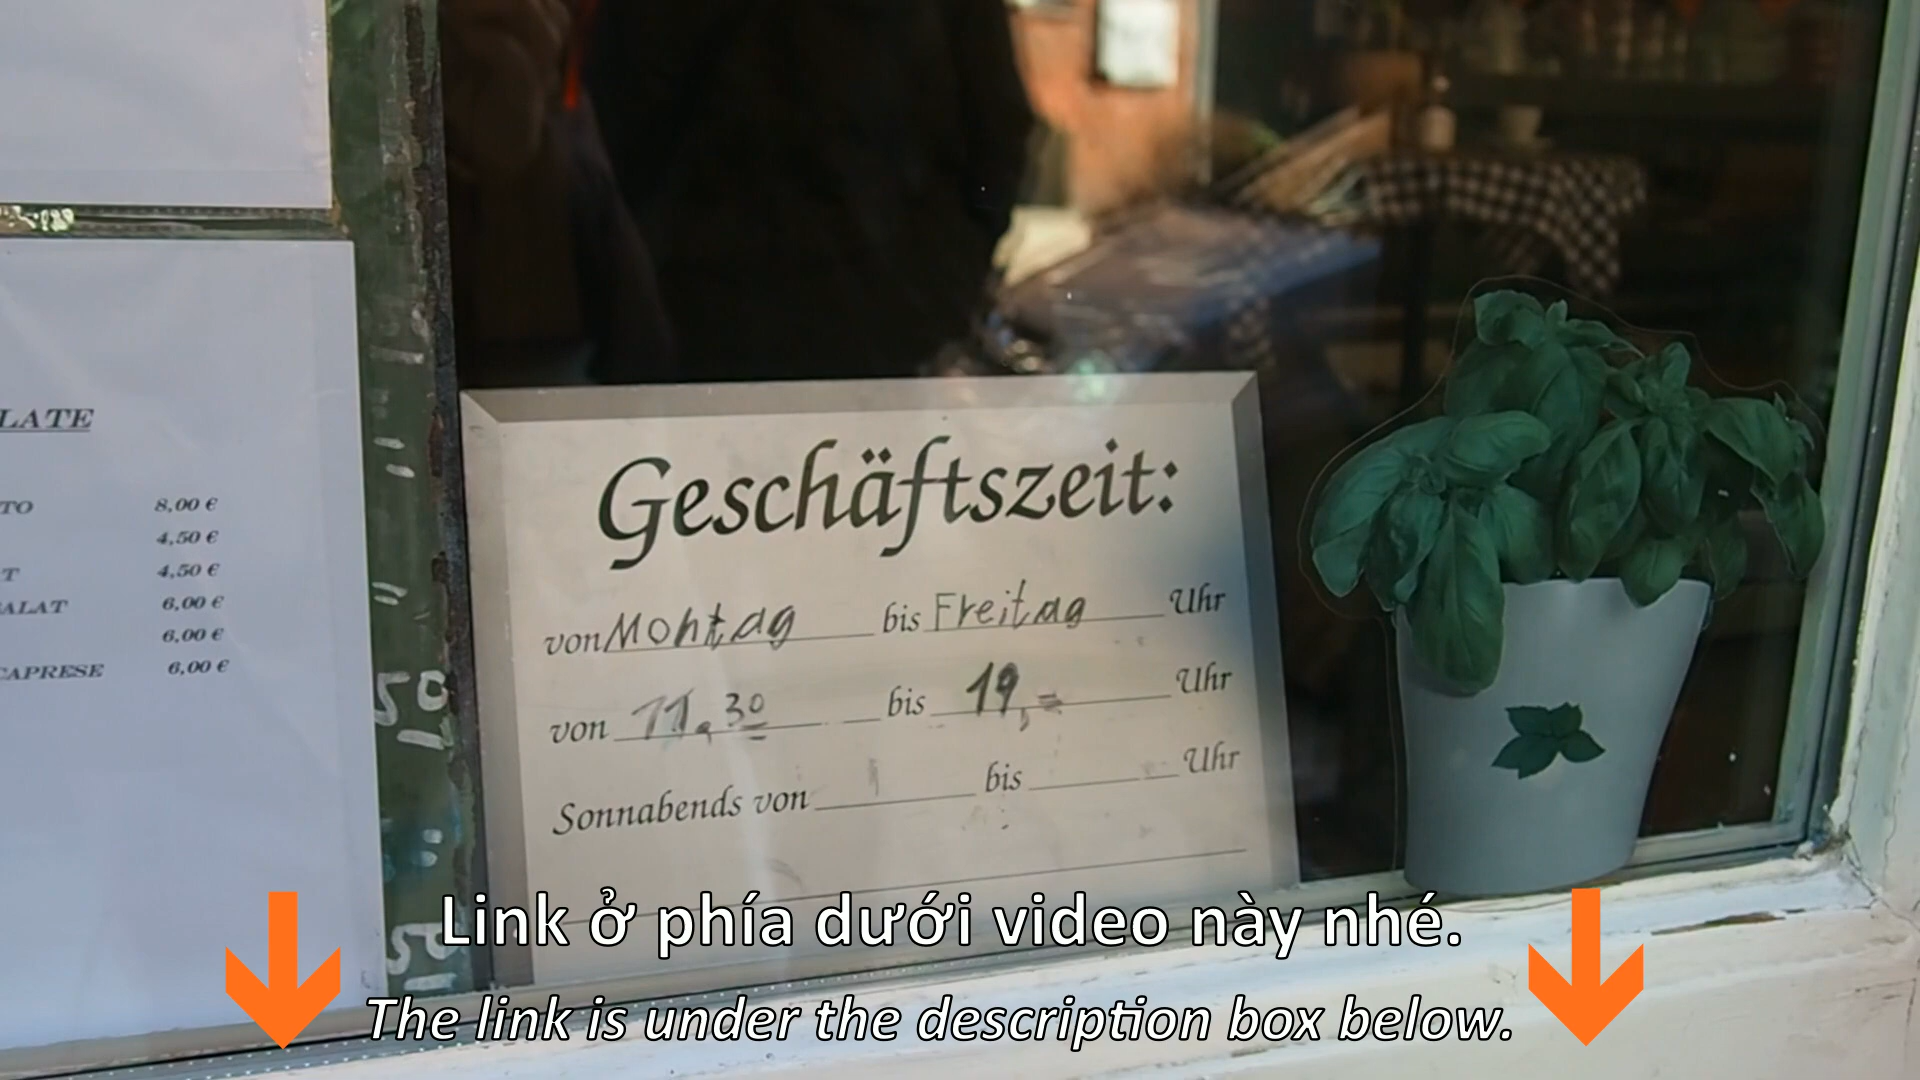 LATE
TO 8,00 €
4,50 €
T 4,50 €
ALAT 6,00 €
6,00 €
CAPRESE 6,00 €
50
Geschäftszeit:
von Montag bis Freitag Uhr
von 11.30 bis 19,= Uhr
Sonnabends von bis Uhr
Link ở phía dưới video này nhé.
The link is under the description box below.